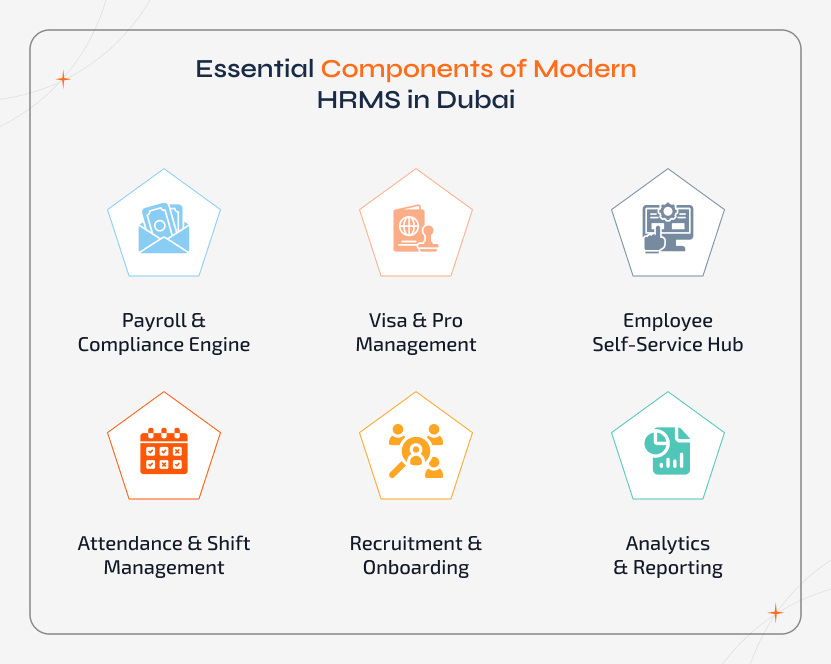 Essential Components of Modern
HRMS in Dubai
Payroll &
Compliance Engine
Visa & Pro
Management
Employee
Self-Service Hub
Attendance & Shift
Management
Recruitment &
Onboarding
Analytics
& Reporting